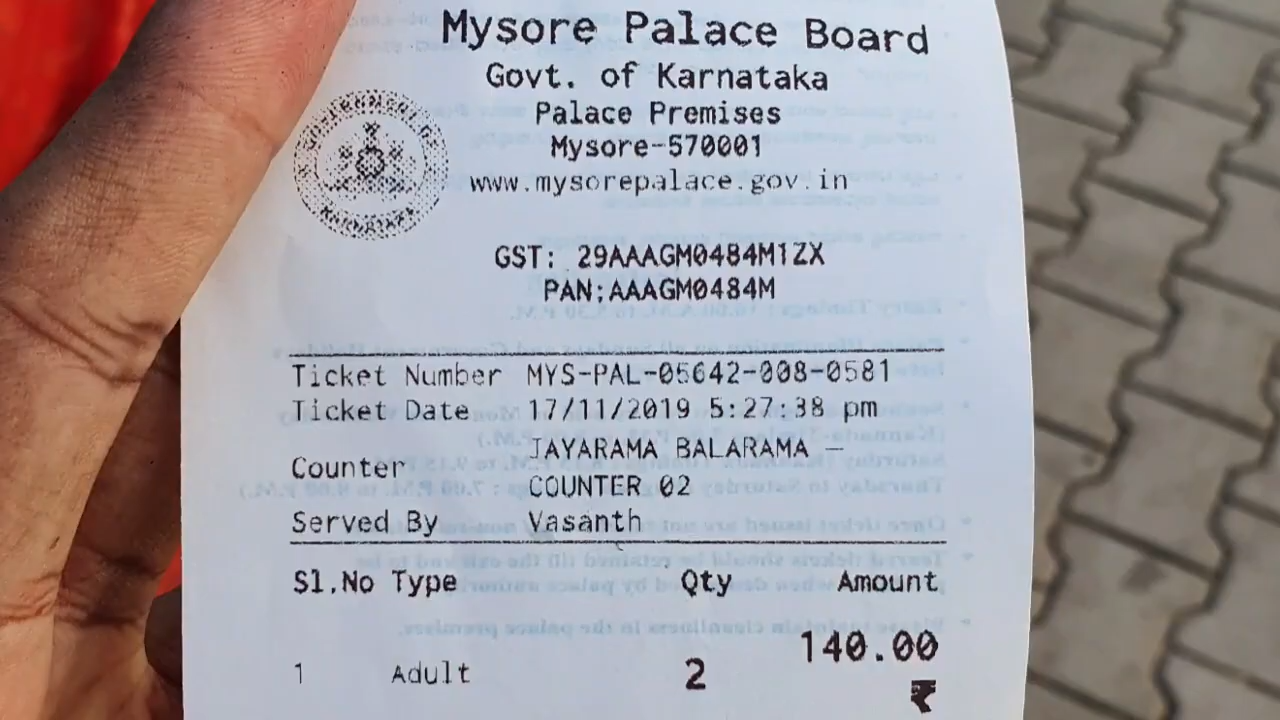 Mysore Palace Board
Govt. of Karnataka
Palace Premises
Mysore-570001
www.mysorepalace.gov.in
GST: 29AAAGM0484M1ZX
PAN;AAAGM0484M
Ticket Number MYS-PAL-05642-008-0581
Ticket Date 17/11/2019 5:27:38 pm
Counter JAYARAMA BALARAMA -
COUNTER 02
Served By Vasanth
Sl.No Type Qty Amount
1 Adult 2 140.00
₹